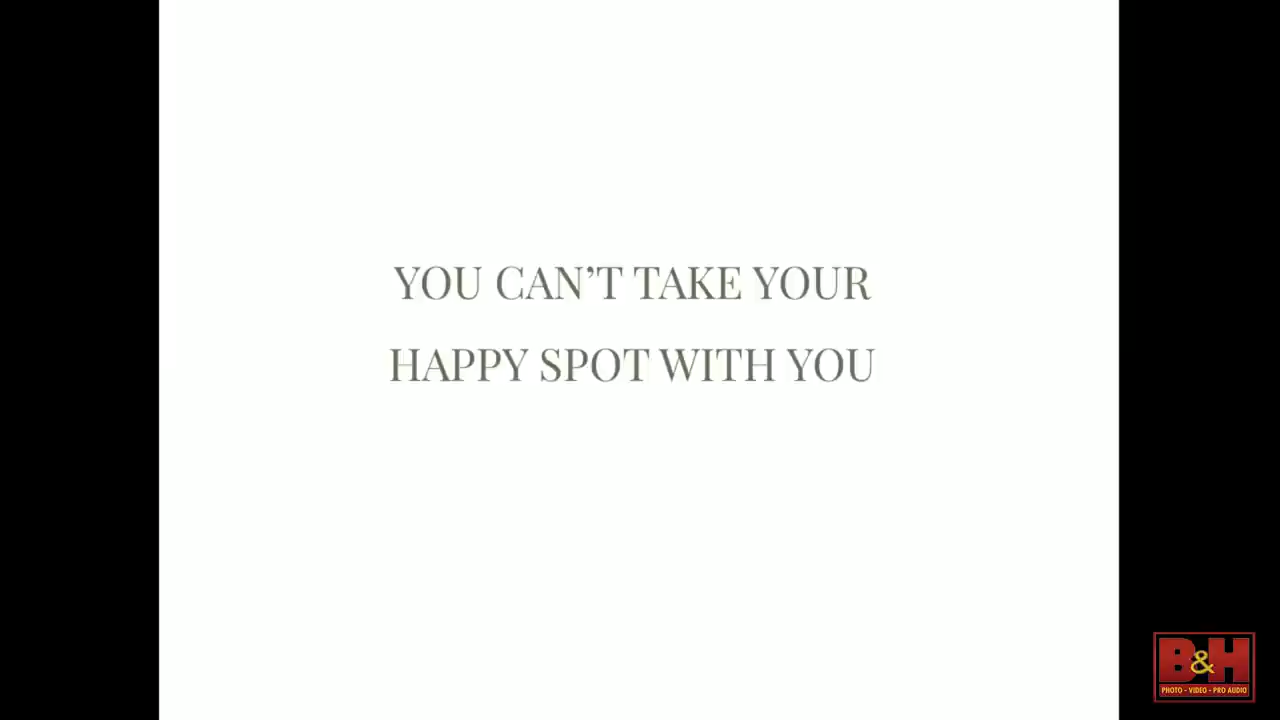 YOU CAN’T TAKE YOUR
HAPPY SPOT WITH YOU
B&H
PHOTO - VIDEO - PRO AUDIO